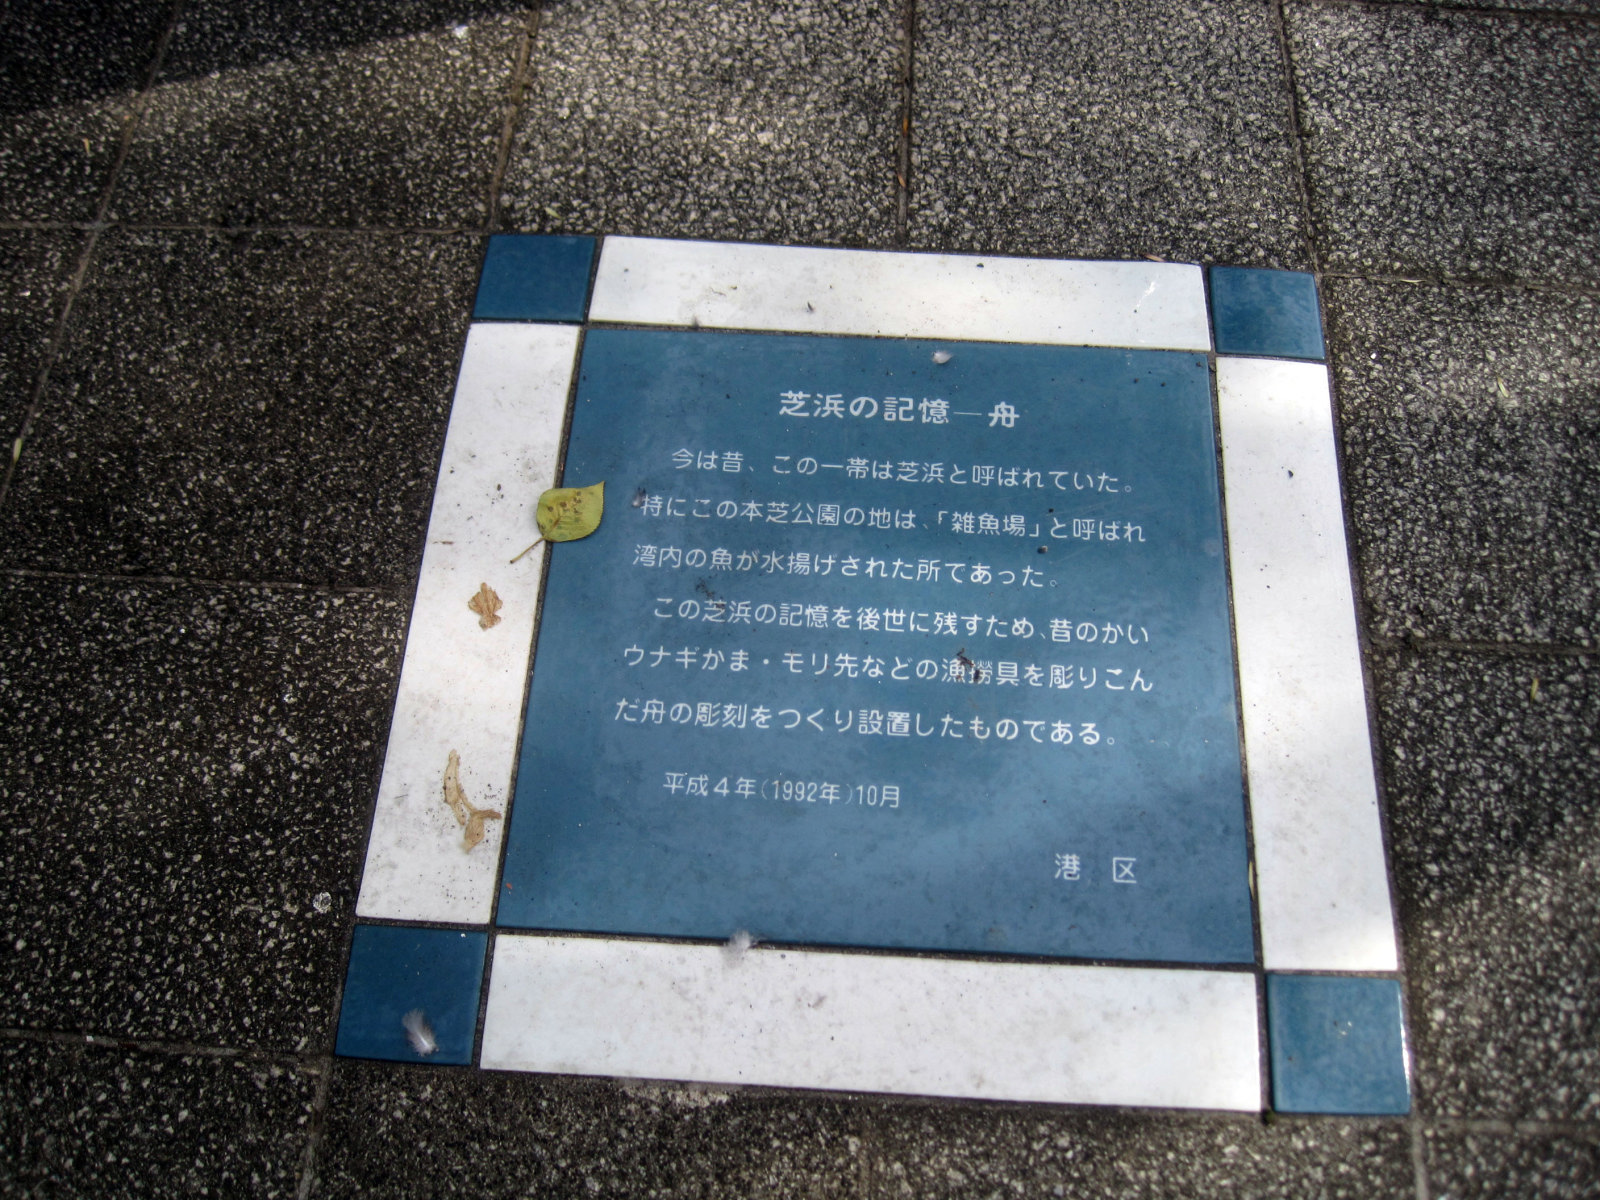 芝浜の記憶―舟
今は昔、この一帯は芝浜と呼ばれていた。
特にこの本芝公園の地は、「雑魚場」と呼ばれ
湾内の魚が水揚げされた所であった。
この芝浜の記憶を後世に残すため、昔のかい
ウナギかま・モリ先などの漁撈具を彫りこん
だ舟の彫刻をつくり設置したものである。
平成4年(1992年)10月
港 区